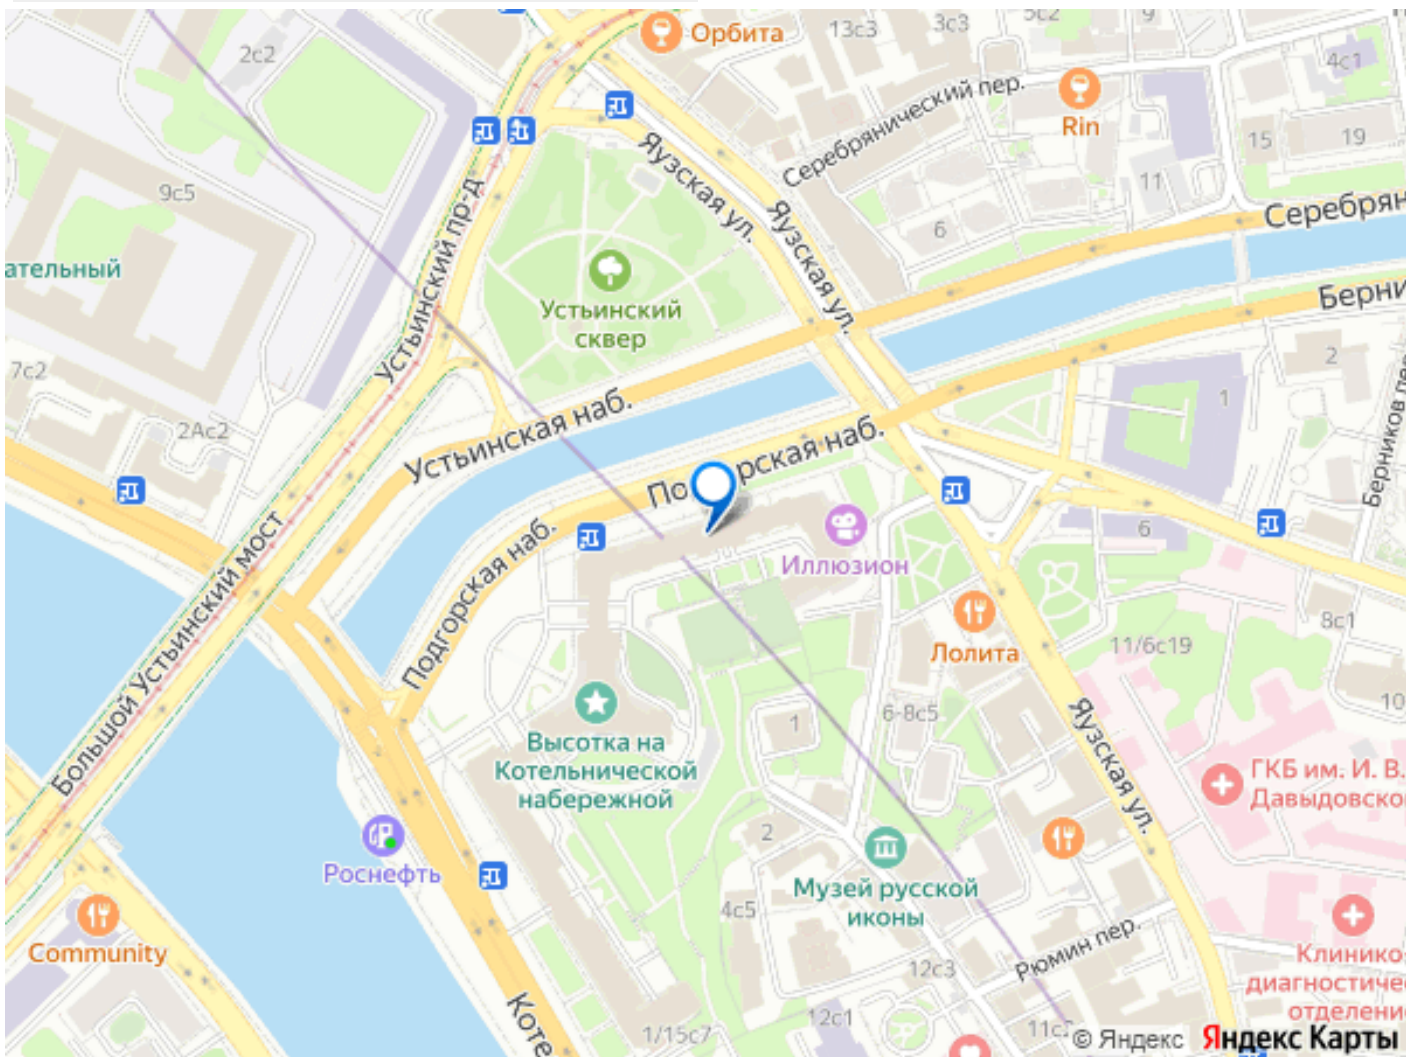 Орбита
13с3
3с3
5с2
9
2с2
4с1
Серебрянический пер.
Rin
15
19
Яузская ул.
9с5
11
Устьинский пр-д
Яузская ул.
6
Серебрян
ательный
Берни
Устьинский
сквер
2
7с2
1
Берников пер.
2Ас2
Устьинская наб.
Подгорская наб.
6
Иллюзион
Большой Устьинский мост
Подгорская наб.
8с1
Лолита
11/6с19
10
1
6-8с5
Яузская ул.
Высотка на
Котельнической
набережной
ГКБ им. И. В.
Давыдовско
2
Роснефть
Музей русской
иконы
4с5
Community
Рюмин пер.
12с3
Клинико
диагностиче
отделени
Коте
12с1
1/15с7
11с
© Яндекс Яндекс Карты